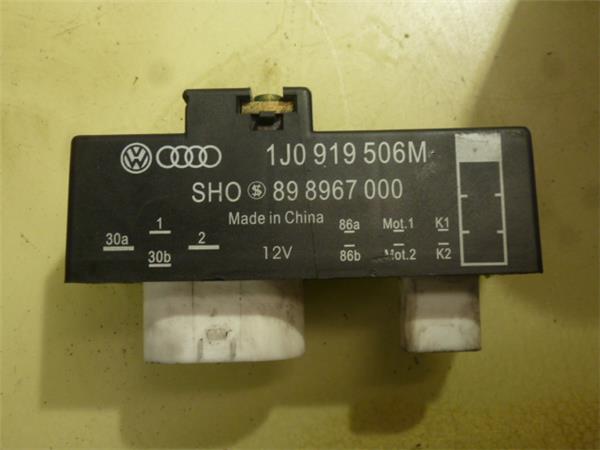 1J0 919 506M
SHO 89 8967 000
Made in China
30a 1 2 86a Mot.1 K1
30b 12V 86b Mot.2 K2